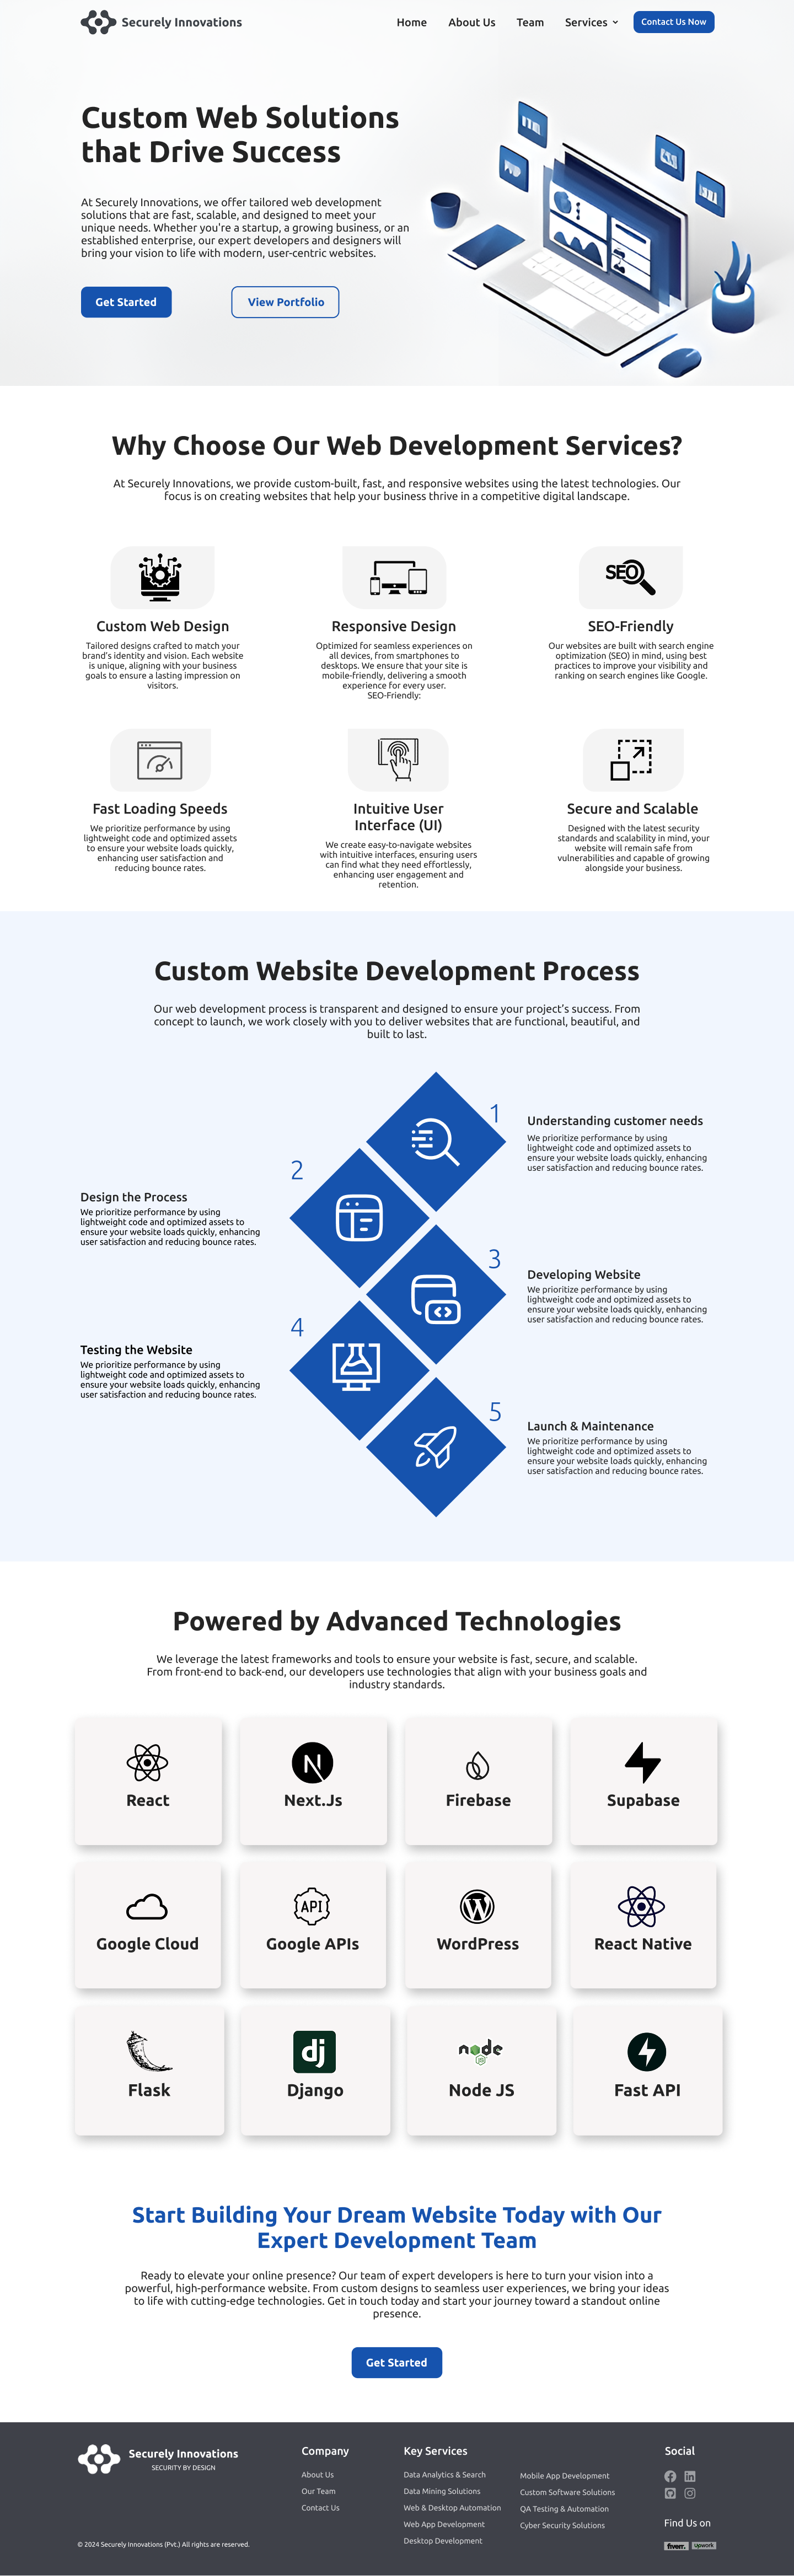 Securely Innovations
Home
About Us
Team
Services
Contact Us Now
Custom Web Solutions
that Drive Success
At Securely Innovations, we offer tailored web development
solutions that are fast, scalable, and designed to meet your
unique needs. Whether you're a startup, a growing business, or an
established enterprise, our expert developers and designers will
bring your vision to life with modern, user-centric websites.
Get Started
View Portfolio
Why Choose Our Web Development Services?
At Securely Innovations, we provide custom-built, fast, and responsive websites using the latest technologies. Our
focus is on creating websites that help your business thrive in a competitive digital landscape.
Custom Web Design
Tailored designs crafted to match your
brand's identity and vision. Each website
is unique, aligning with your business
goals to ensure a lasting impression on
visitors.
Responsive Design
Optimized for seamless experiences on
all devices, from smartphones to
desktops. We ensure that your site is
mobile-friendly, delivering a smooth
experience for every user.
SEO-Friendly:
SEO
SEO-Friendly
Our websites are built with search engine
optimization (SEO) in mind, using best
practices to improve your visibility and
ranking on search engines like Google.
Fast Loading Speeds
We prioritize performance by using
lightweight code and optimized assets
to ensure your website loads quickly,
enhancing user satisfaction and
reducing bounce rates.
Intuitive User
Interface (UI)
We create easy-to-navigate websites
with intuitive interfaces, ensuring users
can find what they need effortlessly,
enhancing user engagement and
retention.
Secure and Scalable
Designed with the latest security
standards and scalability in mind, your
website will remain safe from
vulnerabilities and capable of growing
alongside your business.
Custom Website Development Process
Our web development process is transparent and designed to ensure your project's success. From
concept to launch, we work closely with you to deliver websites that are functional, beautiful, and
built to last.
1
Understanding customer needs
We prioritize performance by using
lightweight code and optimized assets to
ensure your website loads quickly, enhancing
user satisfaction and reducing bounce rates.
2
Design the Process
We prioritize performance by using
lightweight code and optimized assets to
ensure your website loads quickly, enhancing
user satisfaction and reducing bounce rates.
3
Developing Website
We prioritize performance by using
lightweight code and optimized assets to
ensure your website loads quickly, enhancing
user satisfaction and reducing bounce rates.
4
Testing the Website
We prioritize performance by using
lightweight code and optimized assets to
ensure your website loads quickly, enhancing
user satisfaction and reducing bounce rates.
5
Launch & Maintenance
We prioritize performance by using
lightweight code and optimized assets to
ensure your website loads quickly, enhancing
user satisfaction and reducing bounce rates.
Powered by Advanced Technologies
We leverage the latest frameworks and tools to ensure your website is fast, secure, and scalable.
From front-end to back-end, our developers use technologies that align with your business goals and
industry standards.
React
N
Next.Js
Firebase
Supabase
Google Cloud
API
Google APIs
W
WordPress
React Native
Flask
dj
Django
node
JS
Node JS
Fast API
Start Building Your Dream Website Today with Our
Expert Development Team
Ready to elevate your online presence? Our team of expert developers is here to turn your vision into a
powerful, high-performance website. From custom designs to seamless user experiences, we bring your ideas
to life with cutting-edge technologies. Get in touch today and start your journey toward a standout online
presence.
Get Started
Securely Innovations
SECURITY BY DESIGN
© 2024 Securely Innovations (Pvt.) All rights are reserved.
Company
About Us
Our Team
Contact Us
Key Services
Data Analytics & Search
Data Mining Solutions
Web & Desktop Automation
Web App Development
Desktop Development
Mobile App Development
Custom Software Solutions
QA Testing & Automation
Cyber Security Solutions
Social
Find Us on
fiverr.
upwork